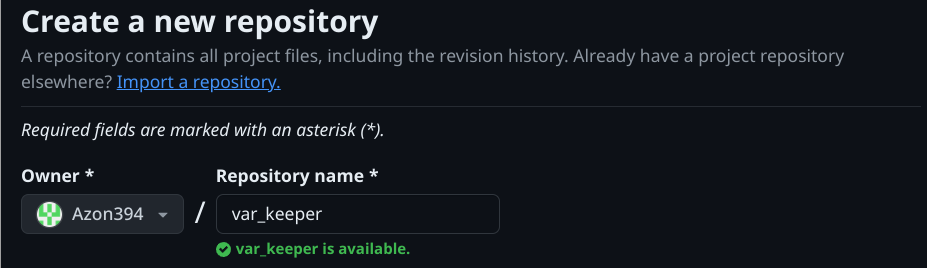 Create a new repository
A repository contains all project files, including the revision history. Already have a project repository
elsewhere? Import a repository.
Required fields are marked with an asterisk (*).
Owner *
Repository name *
Azon394
/
var_keeper
var_keeper is available.